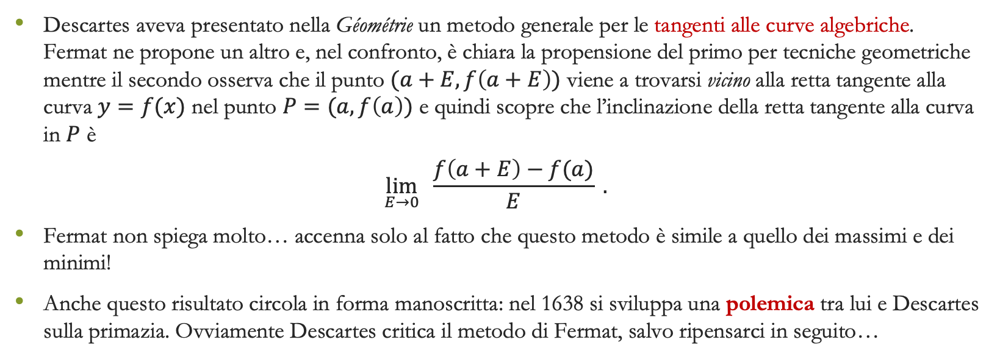 • Descartes aveva presentato nella Géométrie un metodo generale per le tangenti alle curve algebriche.
Fermat ne propone un altro e, nel confronto, è chiara la propensione del primo per tecniche geometriche
mentre il secondo osserva che il punto (a + E, f(a + E)) viene a trovarsi vicino alla retta tangente alla
curva y = f(x) nel punto P = (a, f(a)) e quindi scopre che l’inclinazione della retta tangente alla curva
in P è
lim E→0 (f(a + E) − f(a)) / E .
• Fermat non spiega molto… accenna solo al fatto che questo metodo è simile a quello dei massimi e dei
minimi!
• Anche questo risultato circola in forma manoscritta: nel 1638 si sviluppa una polemica tra lui e Descartes
sulla primazia. Ovviamente Descartes critica il metodo di Fermat, salvo ripensarci in seguito…